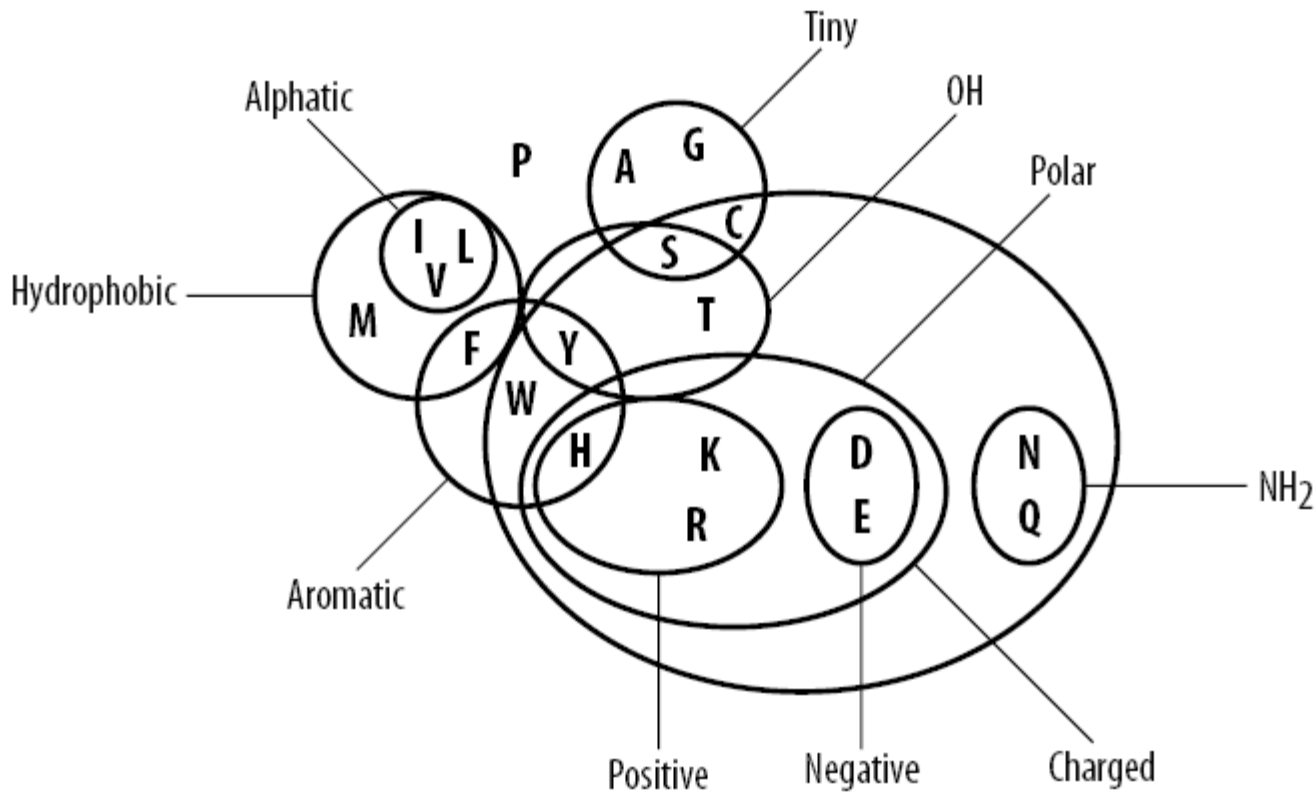 Tiny
Alphatic
OH
P
A
G
Polar
C
I
L
S
V
Hydrophobic
M
T
F
Y
W
H
K
D
N
NH2
R
E
Q
Aromatic
Positive
Negative
Charged